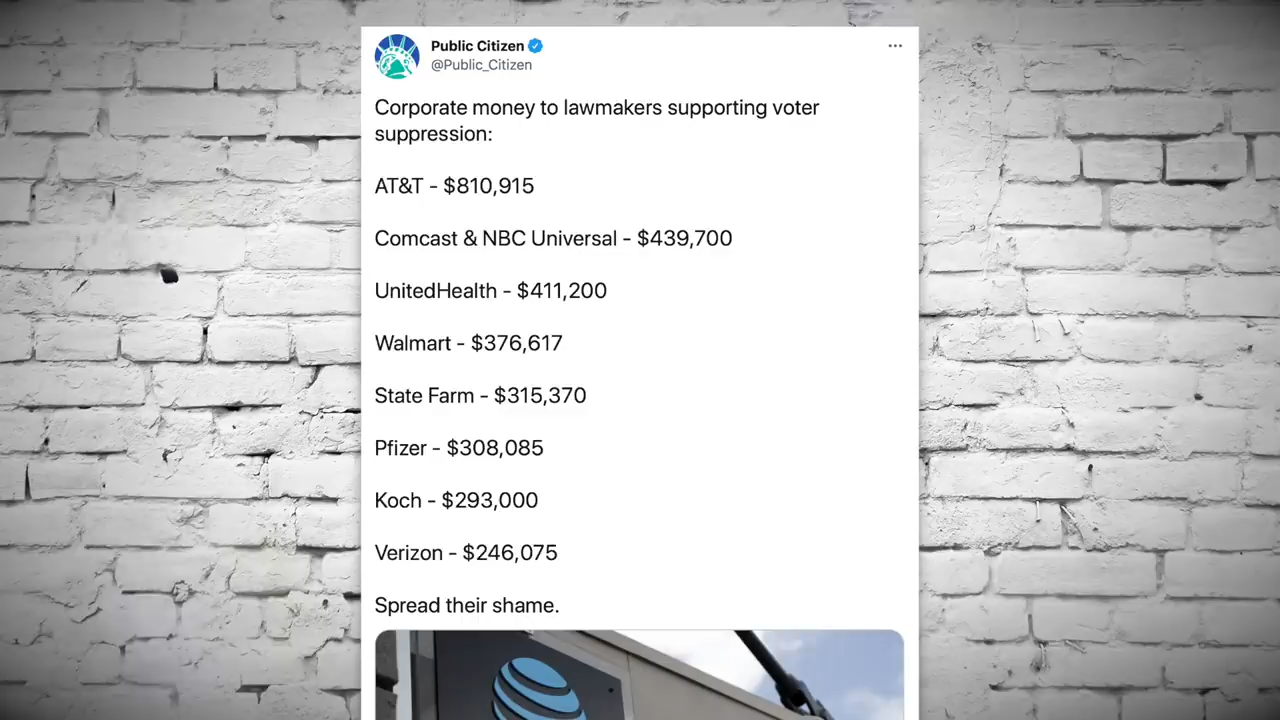 Public Citizen
@Public_Citizen
Corporate money to lawmakers supporting voter
suppression:
AT&T - $810,915
Comcast & NBC Universal - $439,700
UnitedHealth - $411,200
Walmart - $376,617
State Farm - $315,370
Pfizer - $308,085
Koch - $293,000
Verizon - $246,075
Spread their shame.